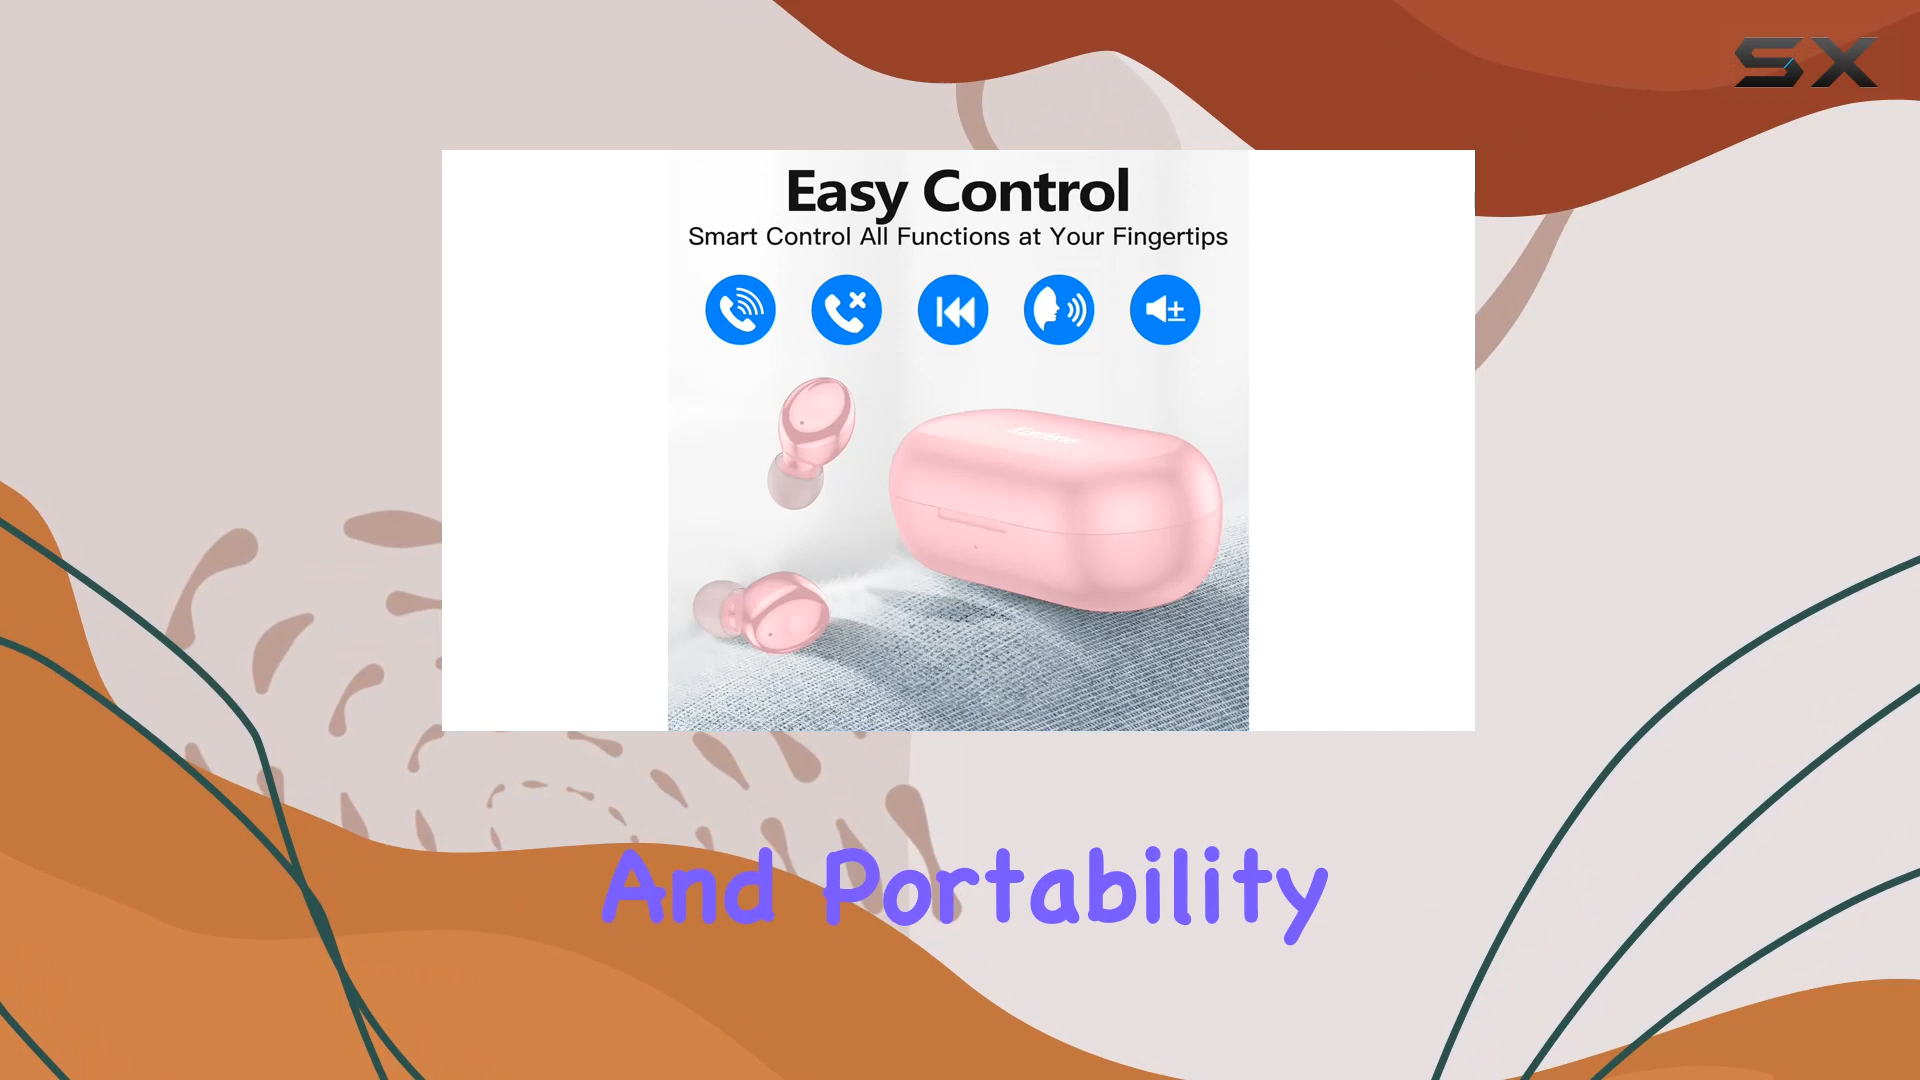 SX
Easy Control
Smart Control All Functions at Your Fingertips
And Portability